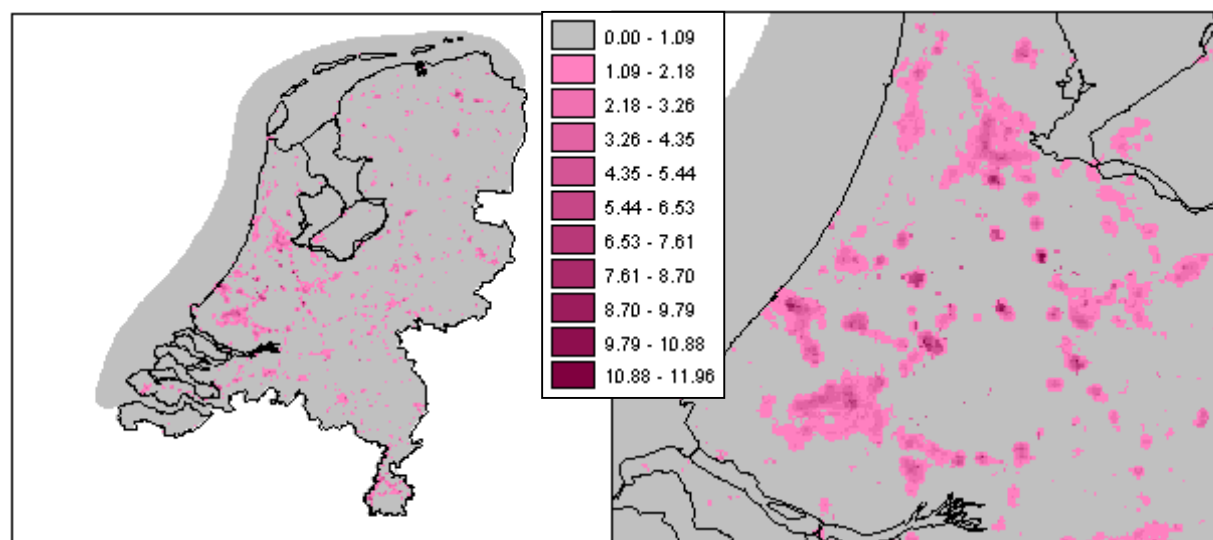 0.00 - 1.09
1.09 - 2.18
2.18 - 3.26
3.26 - 4.35
4.35 - 5.44
5.44 - 6.53
6.53 - 7.61
7.61 - 8.70
8.70 - 9.79
9.79 - 10.88
10.88 - 11.96